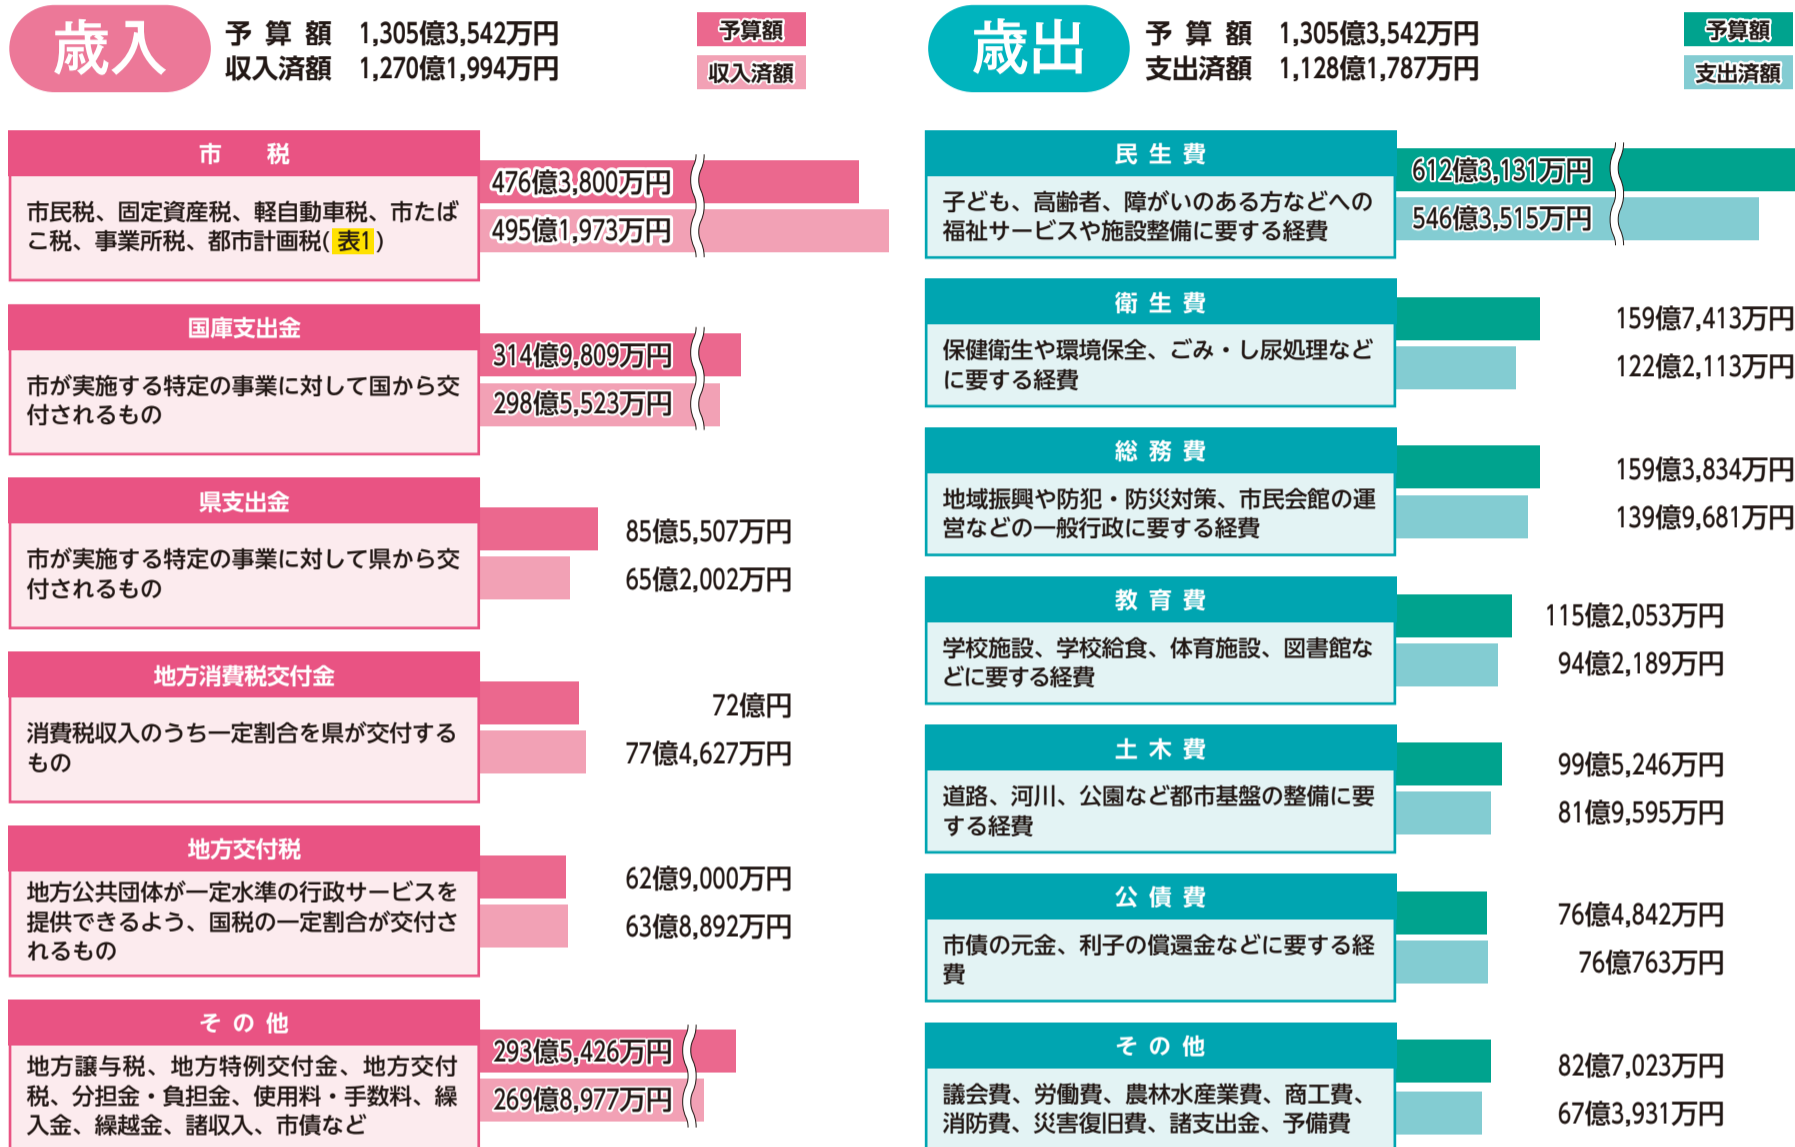 歳入
予算額 1,305億3,542万円
収入済額 1,270億1,994万円
予算額
収入済額
市税
市民税、固定資産税、軽自動車税、市たば
こ税、事業所税、都市計画税(表1)
476億3,800万円
495億1,973万円
国庫支出金
市が実施する特定の事業に対して国から交
付されるもの
314億9,809万円
298億5,523万円
県支出金
市が実施する特定の事業に対して県から交
付されるもの
85億5,507万円
65億2,002万円
地方消費税交付金
消費税収入のうち一定割合を県が交付する
もの
72億円
77億4,627万円
地方交付税
地方公共団体が一定水準の行政サービスを
提供できるよう、国税の一定割合が交付さ
れるもの
62億9,000万円
63億8,892万円
その他
地方譲与税、地方特例交付金、地方交付
税、分担金・負担金、使用料・手数料、繰
入金、繰越金、諸収入、市債など
293億5,426万円
269億8,977万円
歳出
予算額 1,305億3,542万円
支出済額 1,128億1,787万円
予算額
支出済額
民生費
子ども、高齢者、障がいのある方などへの
福祉サービスや施設整備に要する経費
612億3,131万円
546億3,515万円
衛生費
保健衛生や環境保全、ごみ・し尿処理など
に要する経費
159億7,413万円
122億2,113万円
総務費
地域振興や防犯・防災対策、市民会館の運
営などの一般行政に要する経費
159億3,834万円
139億9,681万円
教育費
学校施設、学校給食、体育施設、図書館な
どに要する経費
115億2,053万円
94億2,189万円
土木費
道路、河川、公園など都市基盤の整備に要
する経費
99億5,246万円
81億9,595万円
公債費
市債の元金、利子の償還金などに要する経
費
76億4,842万円
76億763万円
その他
議会費、労働費、農林水産業費、商工費、
消防費、災害復旧費、諸支出金、予備費
82億7,023万円
67億3,931万円